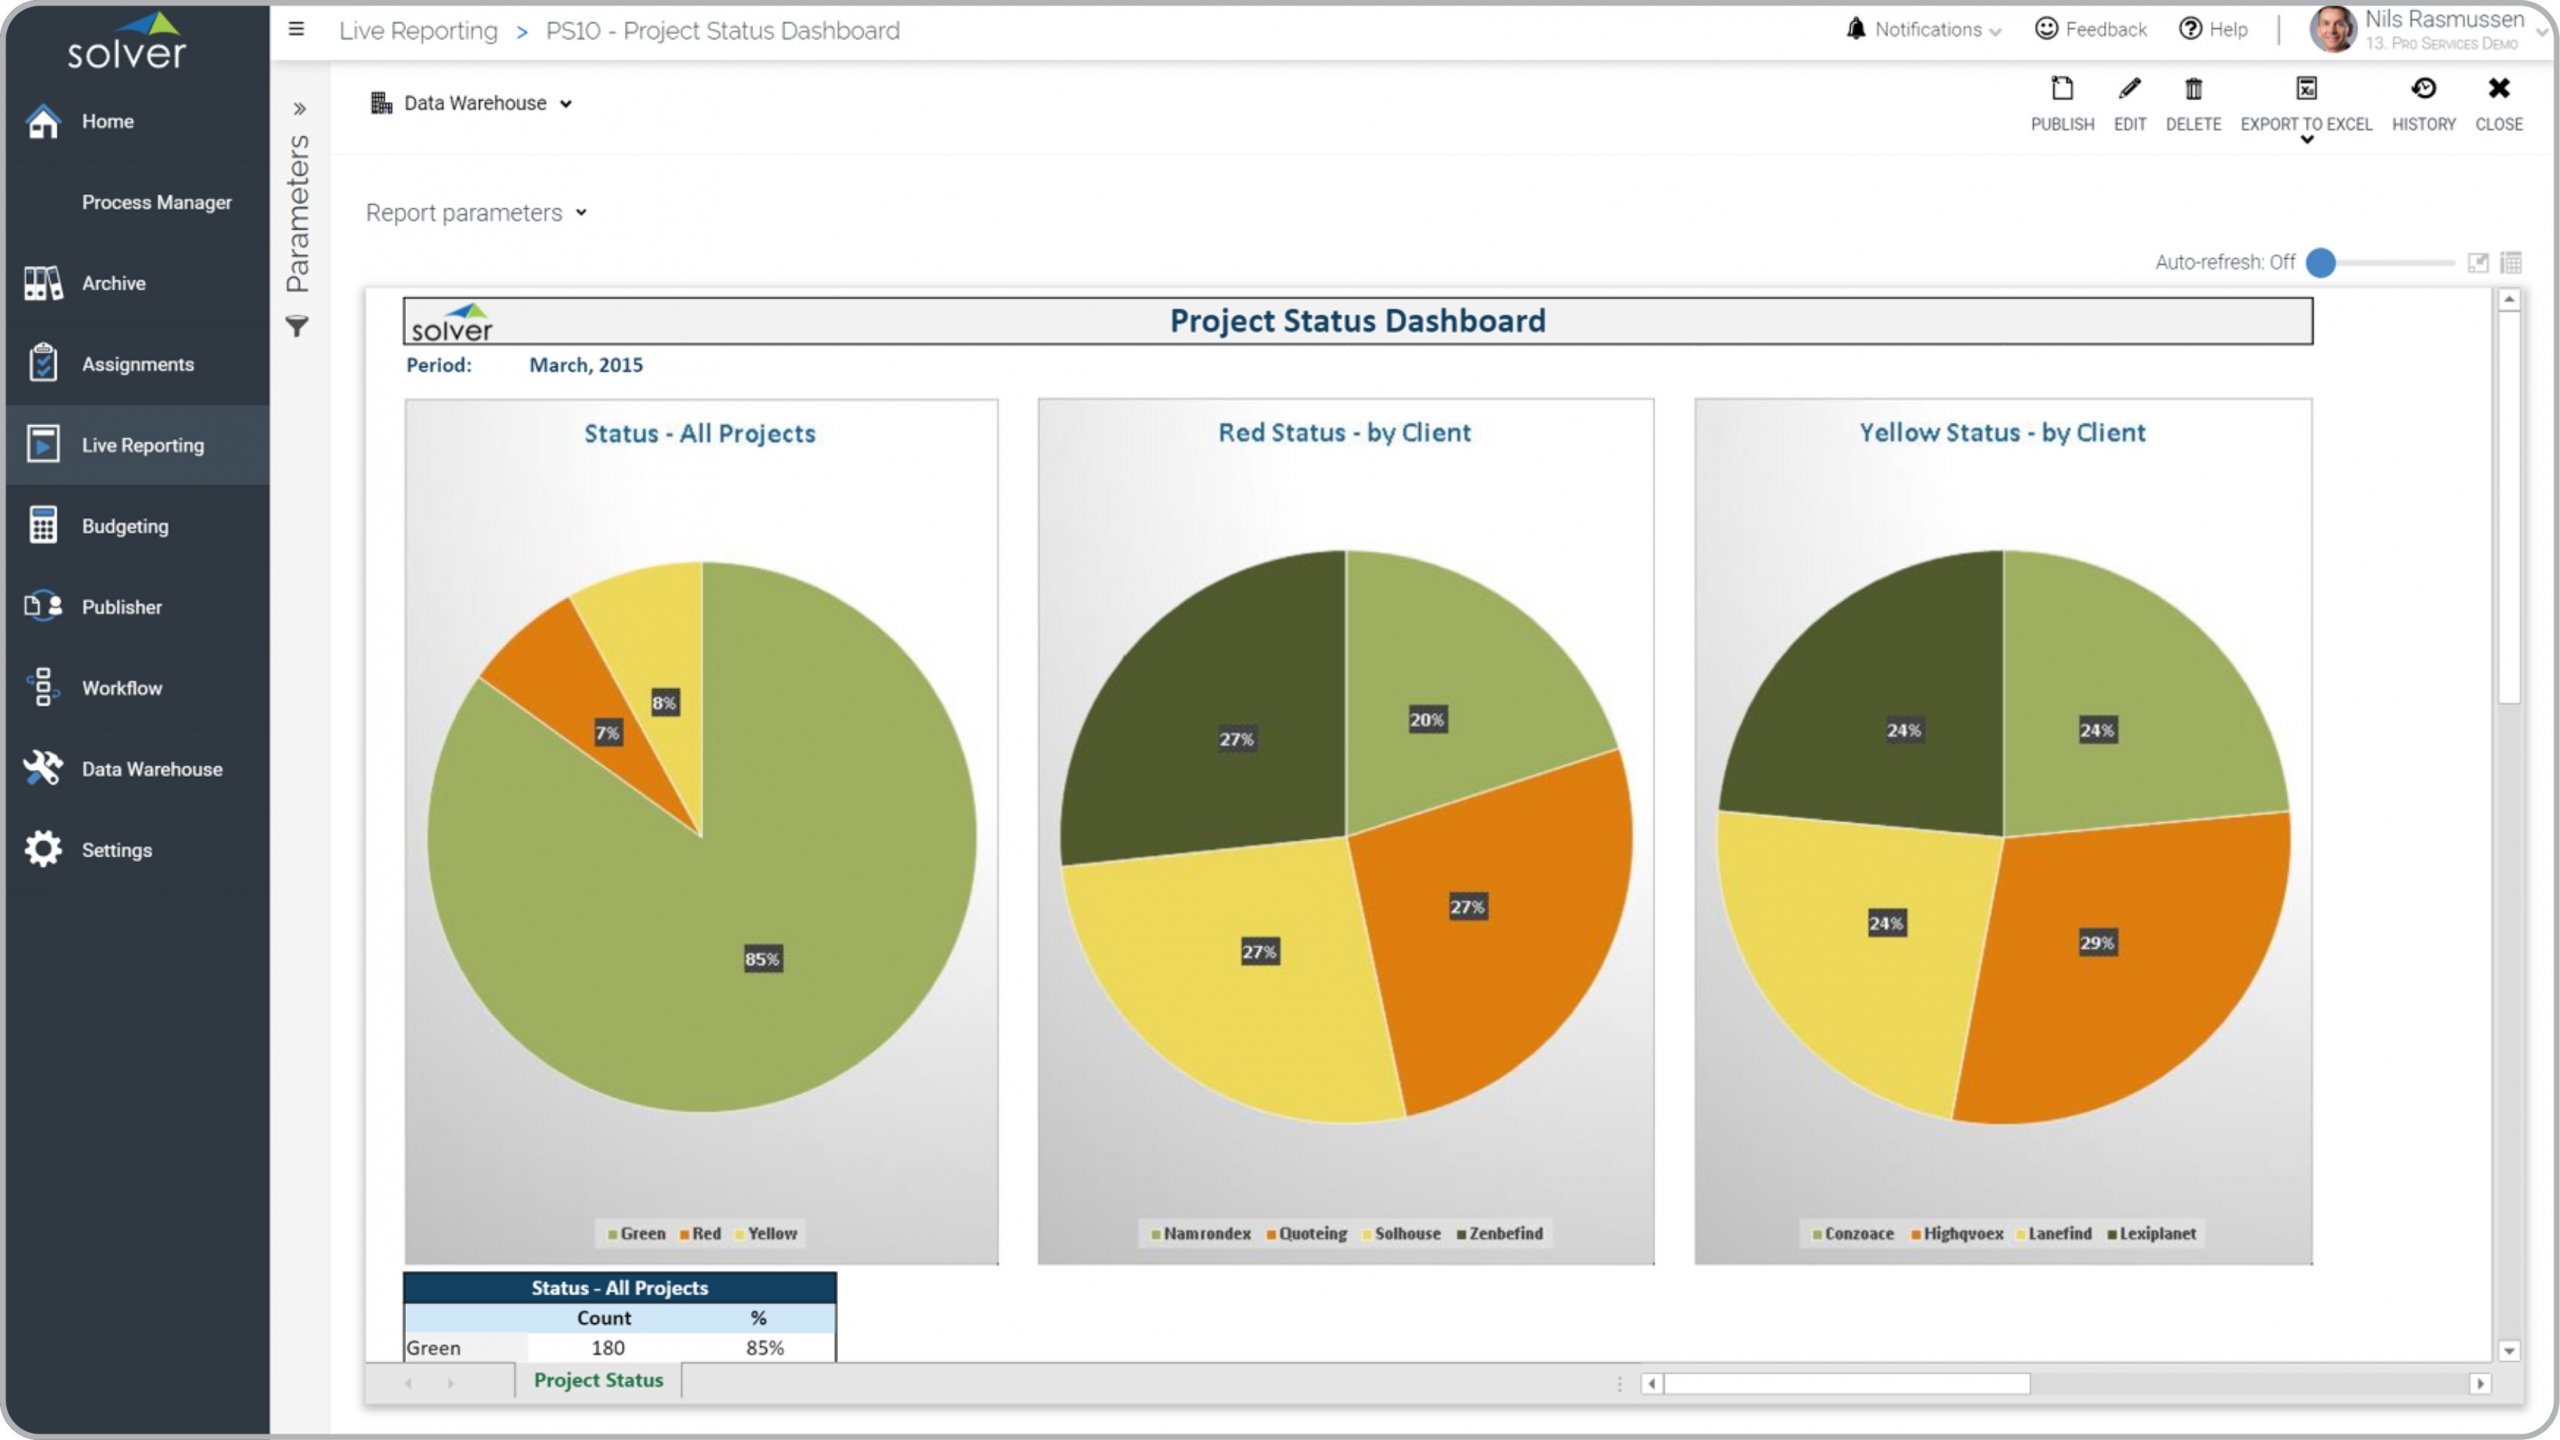 solver
Home
Process Manager
Archive
Assignments
Live Reporting
Budgeting
Publisher
Workflow
Data Warehouse
Settings
Live Reporting > PS10 - Project Status Dashboard
Notifications
Feedback
Help
Nils Rasmussen
13. Pro Services Demo
Parameters
Data Warehouse
PUBLISH
EDIT
DELETE
EXPORT TO EXCEL
HISTORY
CLOSE
Report parameters
Auto-refresh: Off
solver
Project Status Dashboard
Period: March, 2015
Status - All Projects
8%
7%
85%
Green Red Yellow
Red Status - by Client
20%
27%
27%
27%
Namrondex Quoteing Solhouse Zenbefind
Yellow Status - by Client
24%
24%
24%
29%
Conzoace Highqvoex Lanefind Lexiplanet
Status - All Projects
Count %
Green 180 85%
Project Status